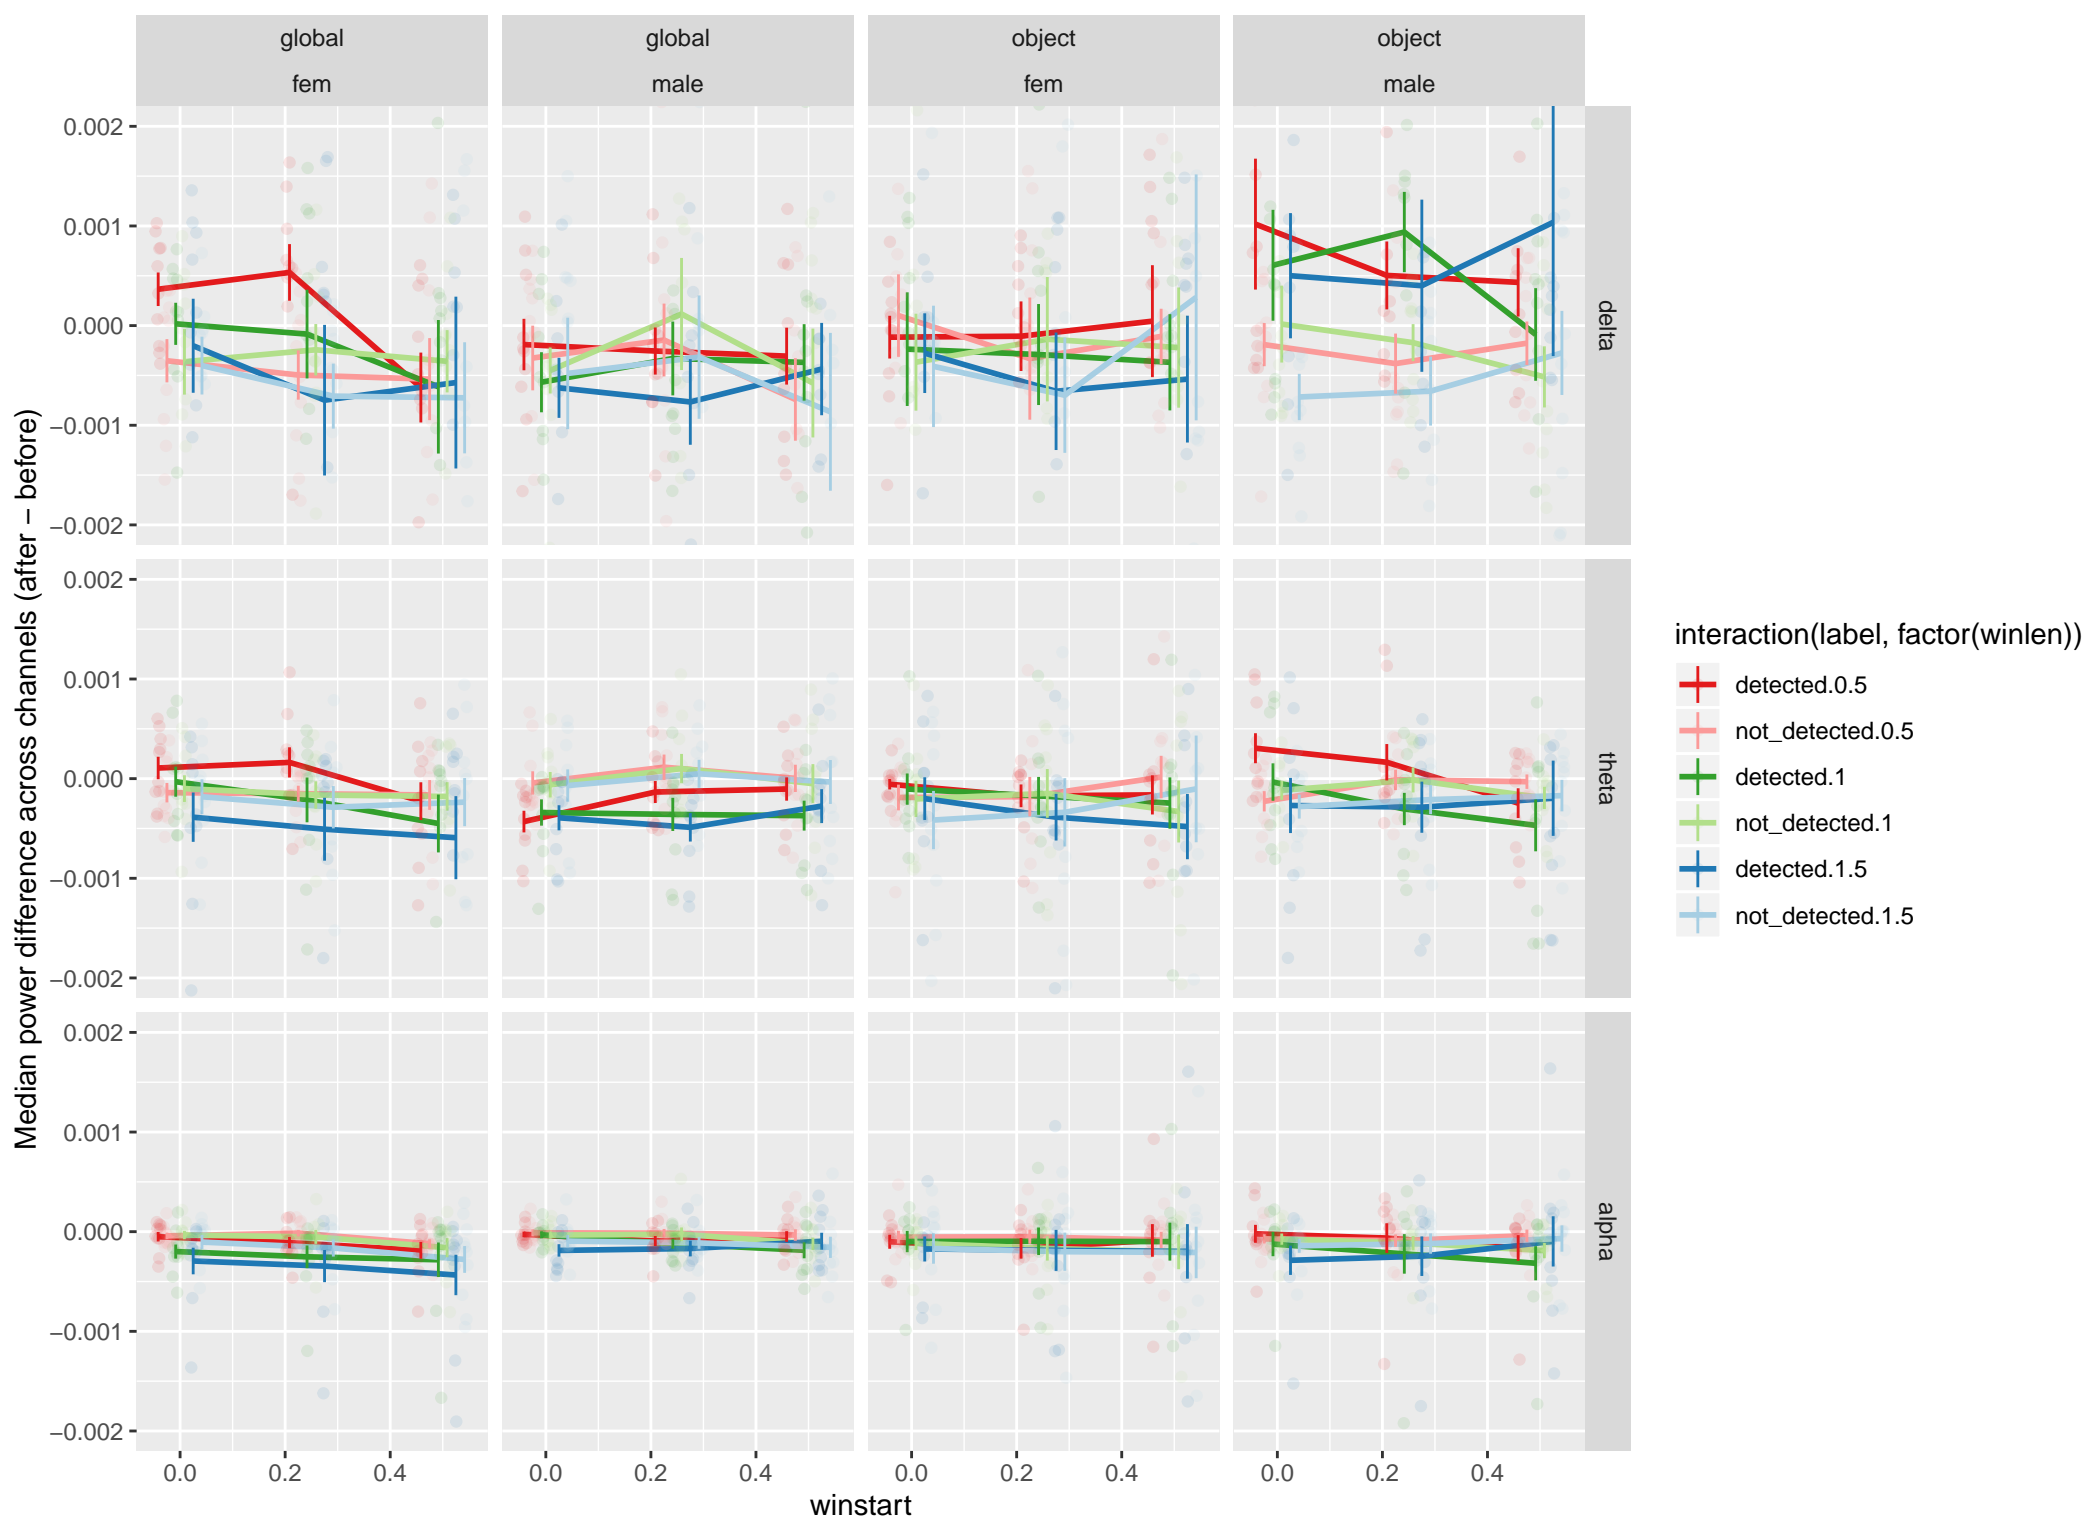 global
global
object
object
fem
male
fem
male
0.002
0.001
0.000
−0.001
−0.002
delta
0.002
0.001
0.000
−0.001
−0.002
theta
0.002
0.001
0.000
−0.001
−0.002
alpha
0.0 0.2 0.4
0.0 0.2 0.4
0.0 0.2 0.4
0.0 0.2 0.4
winstart
Median power difference across channels (after − before)
interaction(label, factor(winlen))
detected.0.5
not_detected.0.5
detected.1
not_detected.1
detected.1.5
not_detected.1.5